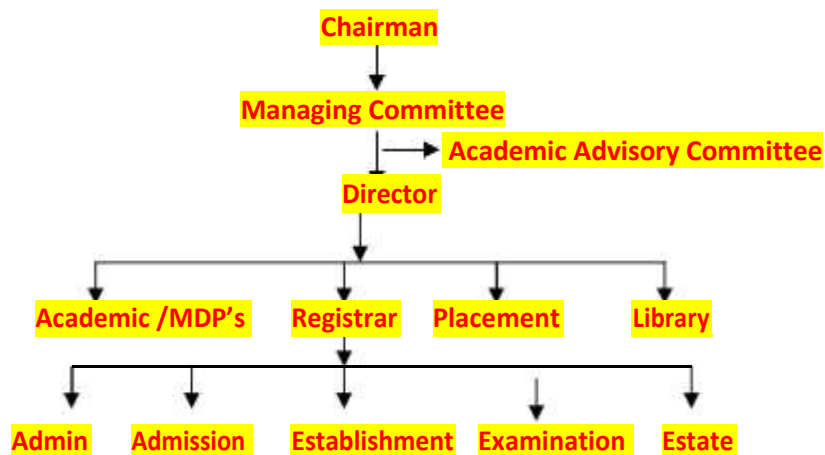 Chairman
Managing Committee
Academic Advisory Committee
Director
Academic /MDP's Registrar Placement Library
Admin Admission Establishment Examination Estate